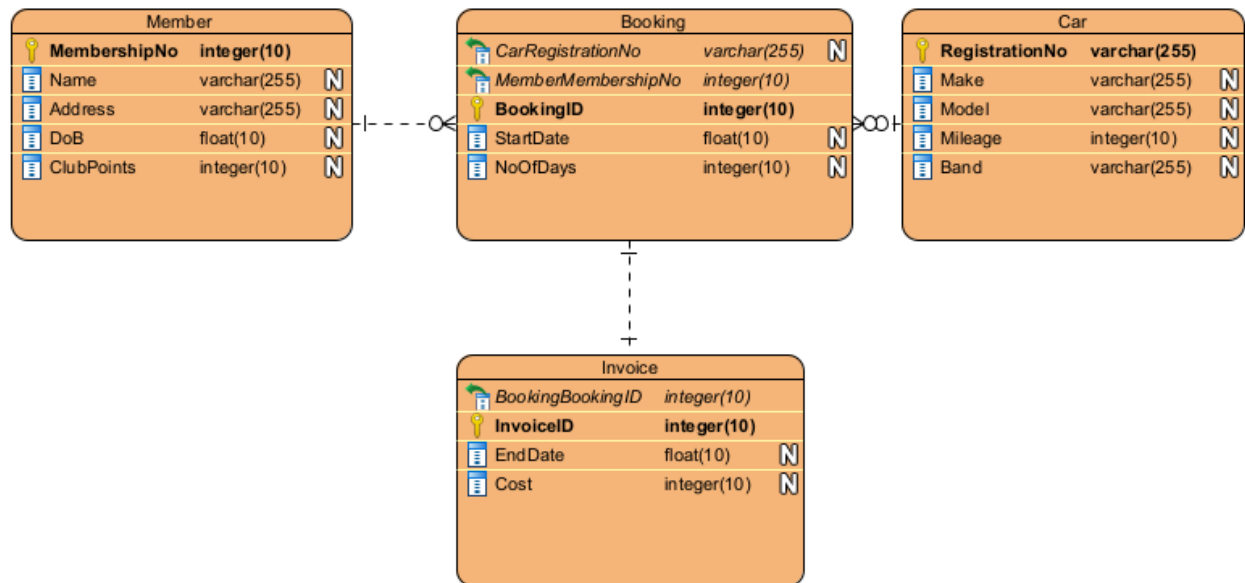 Member
MembershipNo integer(10)
Name varchar(255) N
Address varchar(255) N
DoB float(10) N
ClubPoints integer(10) N
Booking
CarRegistrationNo varchar(255) N
MemberMembershipNo integer(10)
BookingID integer(10)
StartDate float(10) N
NoOfDays integer(10) N
Car
RegistrationNo varchar(255)
Make varchar(255) N
Model varchar(255) N
Mileage integer(10) N
Band varchar(255) N
Invoice
BookingBookingID integer(10)
InvoiceID integer(10)
EndDate float(10) N
Cost integer(10) N